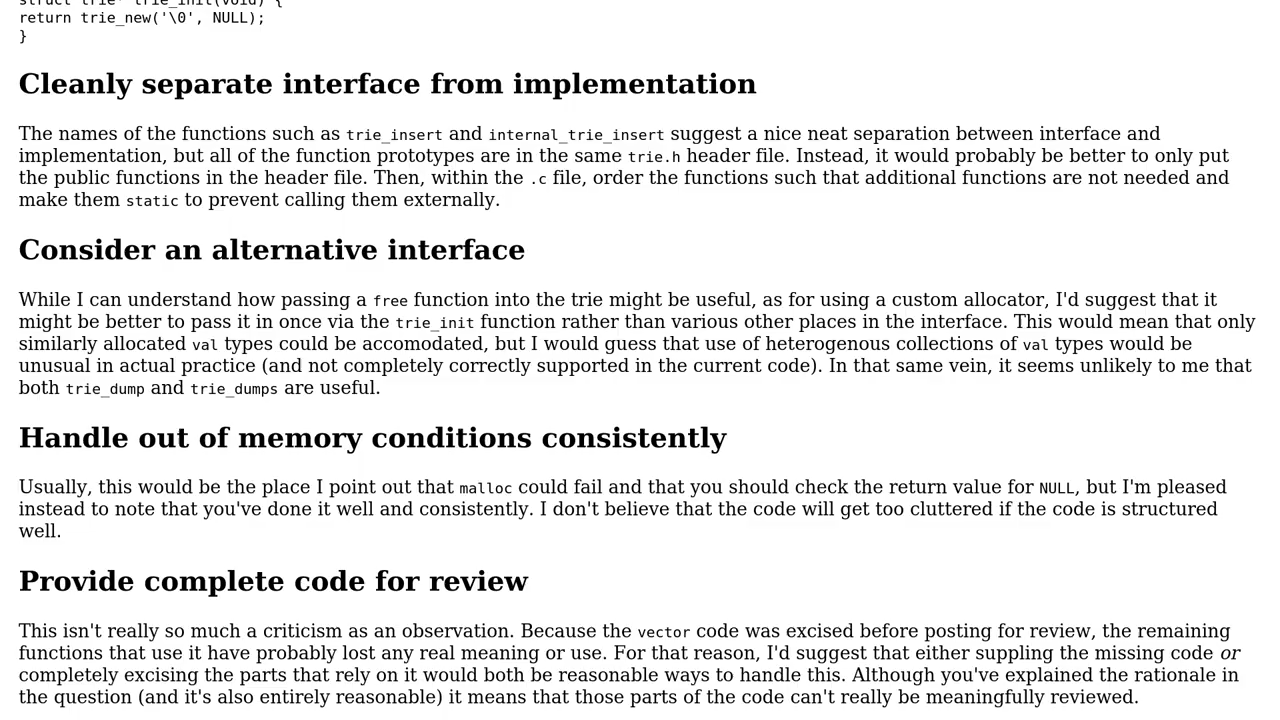 struct trie* trie_init(void) {
return trie_new('\0', NULL);
}
Cleanly separate interface from implementation
The names of the functions such as trie_insert and internal_trie_insert suggest a nice neat separation between interface and
implementation, but all of the function prototypes are in the same trie.h header file. Instead, it would probably be better to only put
the public functions in the header file. Then, within the .c file, order the functions such that additional functions are not needed and
make them static to prevent calling them externally.
Consider an alternative interface
While I can understand how passing a free function into the trie might be useful, as for using a custom allocator, I'd suggest that it
might be better to pass it in once via the trie_init function rather than various other places in the interface. This would mean that only
similarly allocated val types could be accomodated, but I would guess that use of heterogenous collections of val types would be
unusual in actual practice (and not completely correctly supported in the current code). In that same vein, it seems unlikely to me that
both trie_dump and trie_dumps are useful.
Handle out of memory conditions consistently
Usually, this would be the place I point out that malloc could fail and that you should check the return value for NULL, but I'm pleased
instead to note that you've done it well and consistently. I don't believe that the code will get too cluttered if the code is structured
well.
Provide complete code for review
This isn't really so much a criticism as an observation. Because the vector code was excised before posting for review, the remaining
functions that use it have probably lost any real meaning or use. For that reason, I'd suggest that either suppling the missing code or
completely excising the parts that rely on it would both be reasonable ways to handle this. Although you've explained the rationale in
the question (and it's also entirely reasonable) it means that those parts of the code can't really be meaningfully reviewed.